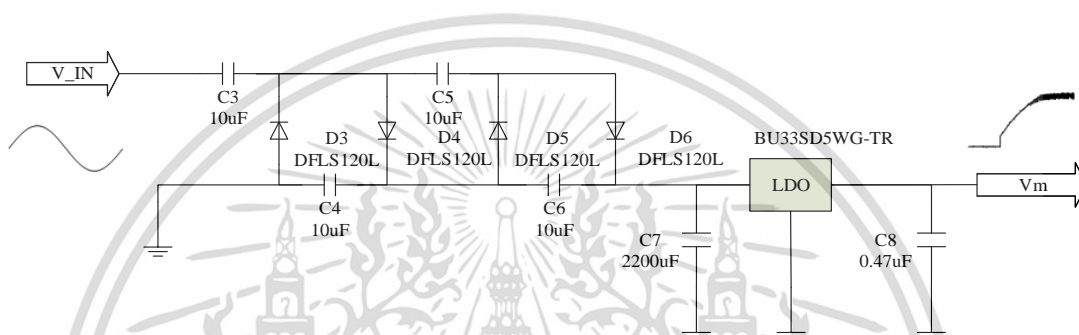 V_IN
C3
10uF
C5
10uF
D3
DFLS120L
D4
DFLS120L
D5
DFLS120L
D6
DFLS120L
BU33SD5WG-TR
LDO
Vm
C4
10uF
C6
10uF
C7
2200uF
C8
0.47uF